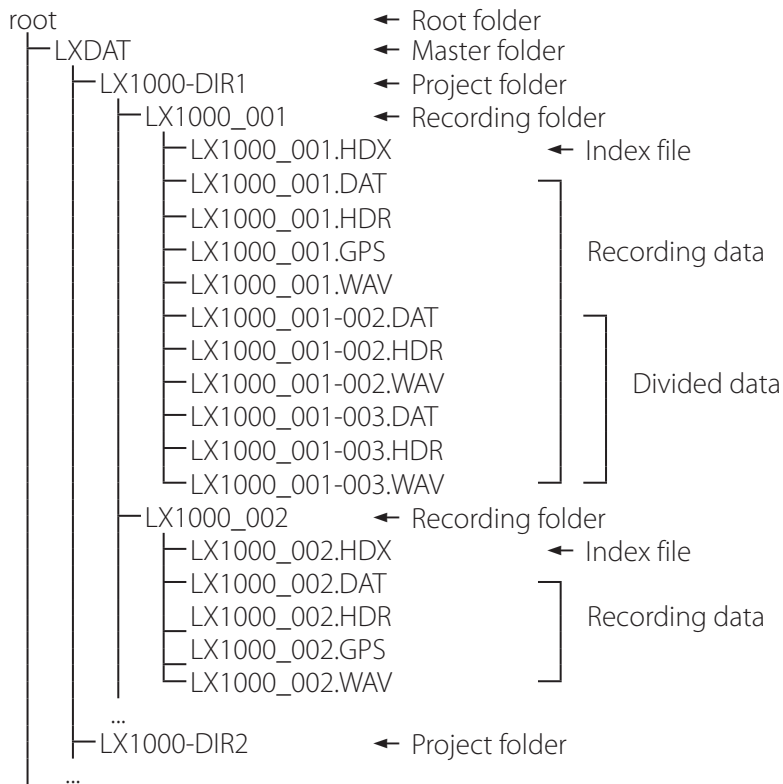 root Root folder
LXDAT Master folder
LX1000-DIR1 Project folder
LX1000_001 Recording folder
LX1000_001.HDX Index file
LX1000_001.DAT
LX1000_001.HDR
LX1000_001.GPS Recording data
LX1000_001.WAV
LX1000_001-002.DAT
LX1000_001-002.HDR
LX1000_001-002.WAV Divided data
LX1000_001-003.DAT
LX1000_001-003.HDR
LX1000_001-003.WAV
LX1000_002 Recording folder
LX1000_002.HDX Index file
LX1000_002.DAT
LX1000_002.HDR Recording data
LX1000_002.GPS
LX1000_002.WAV
...
LX1000-DIR2 Project folder
...